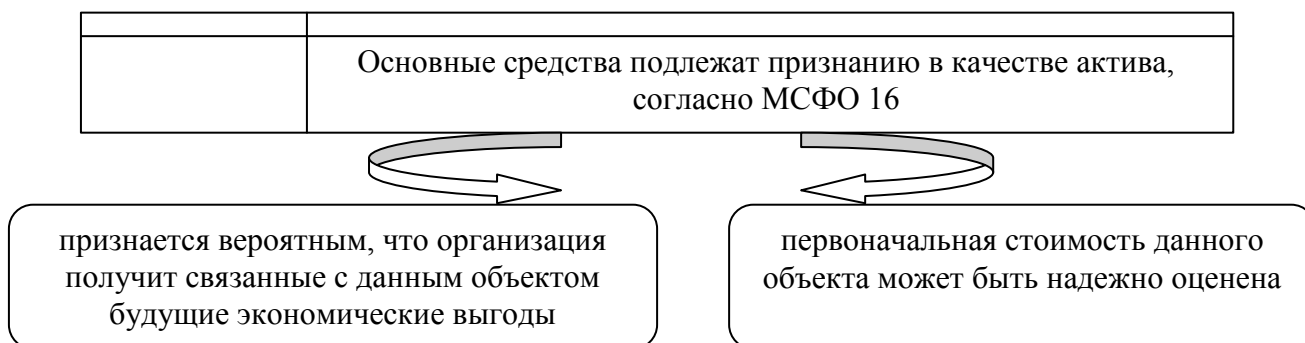 Основные средства подлежат признанию в качестве актива,
согласно МСФО 16
признается вероятным, что организация
получит связанные с данным объектом
будущие экономические выгоды
первоначальная стоимость данного
объекта может быть надежно оценена